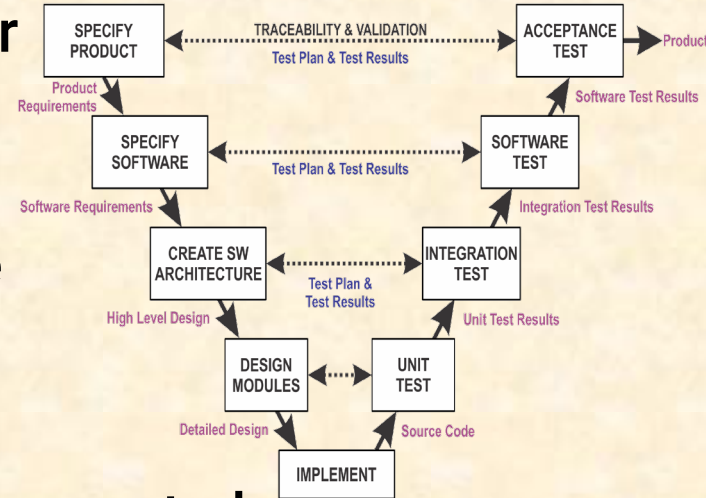 SPECIFY
PRODUCT
TRACEABILITY & VALIDATION
Test Plan & Test Results
ACCEPTANCE
TEST
Product
Product
Requirements
Software Test Results
SPECIFY
SOFTWARE
Test Plan & Test Results
SOFTWARE
TEST
Software Requirements
Integration Test Results
CREATE SW
ARCHITECTURE
Test Plan &
Test Results
INTEGRATION
TEST
High Level Design
Unit Test Results
DESIGN
MODULES
UNIT
TEST
Detailed Design
Source Code
IMPLEMENT